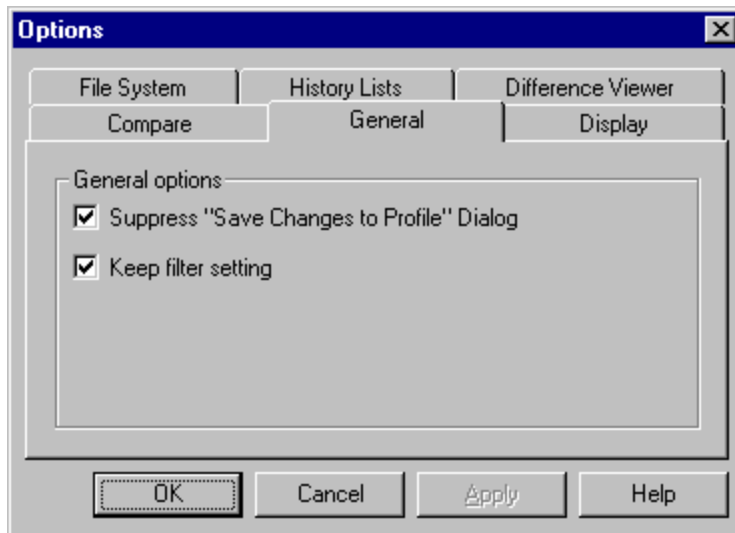 Options
File System History Lists Difference Viewer
Compare General Display
General options
Suppress "Save Changes to Profile" Dialog
Keep filter setting
OK Cancel Apply Help